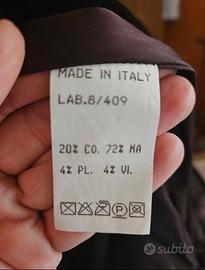 MADE IN ITALY
LAB.8/409
20% CO. 72% MA
4% PL. 4% VI.
subito